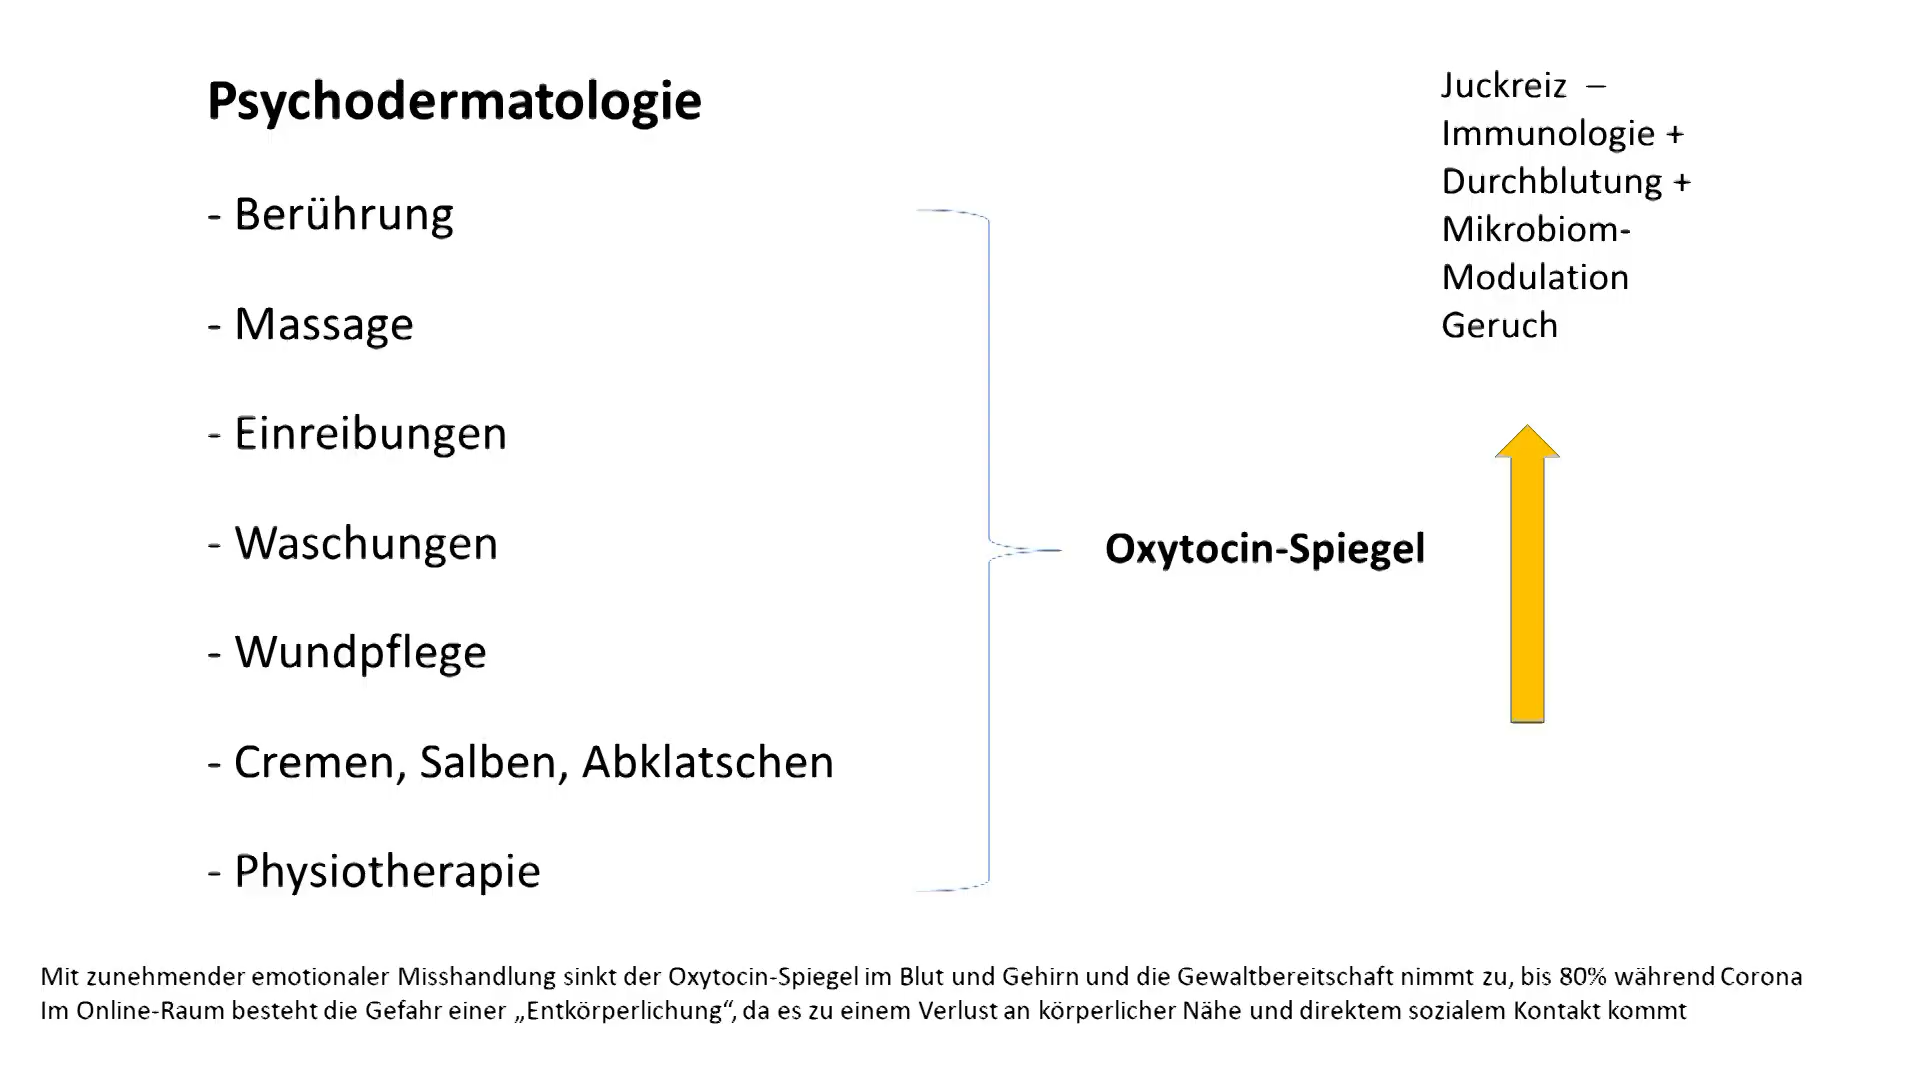 Psychodermatologie
- Berührung
- Massage
- Einreibungen
- Waschungen
- Wundpflege
- Cremen, Salben, Abklatschen
- Physiotherapie
Oxytocin-Spiegel
Juckreiz –
Immunologie +
Durchblutung +
Mikrobiom-
Modulation
Geruch
Mit zunehmender emotionaler Misshandlung sinkt der Oxytocin-Spiegel im Blut und Gehirn und die Gewaltbereitschaft nimmt zu, bis 80% während Corona
Im Online-Raum besteht die Gefahr einer „Entkörperlichung“, da es zu einem Verlust an körperlicher Nähe und direktem sozialem Kontakt kommt